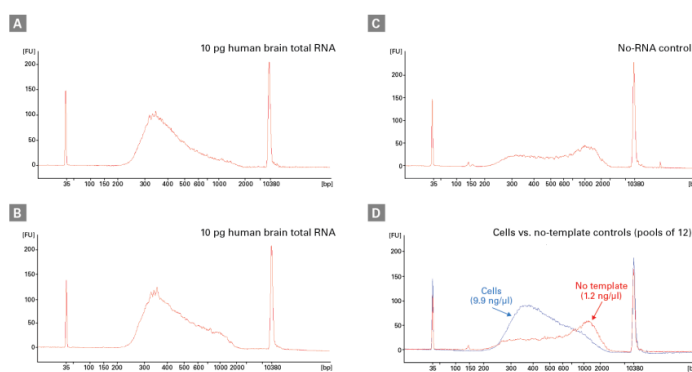 A
10 pg human brain total RNA
[FU]
200
150
100
50
0
35 100 150 200 300 400 500 600 1000 2000 10380 [bp]
B
10 pg human brain total RNA
[FU]
200
150
100
50
0
35 100 150 200 300 400 500 600 1000 2000 10380 [bp]
C
No-RNA control
[FU]
200
150
100
50
0
35 100 150 200 300 400 500 600 1000 2000 10380 [bp]
D
Cells vs. no-template controls (pools of 12)
[FU]
200
150
100
50
0
Cells
(9.9 ng/µl)
No template
(1.2 ng/µl)
35 100 150 200 300 400 500 600 1000 2000 10380 [bp]